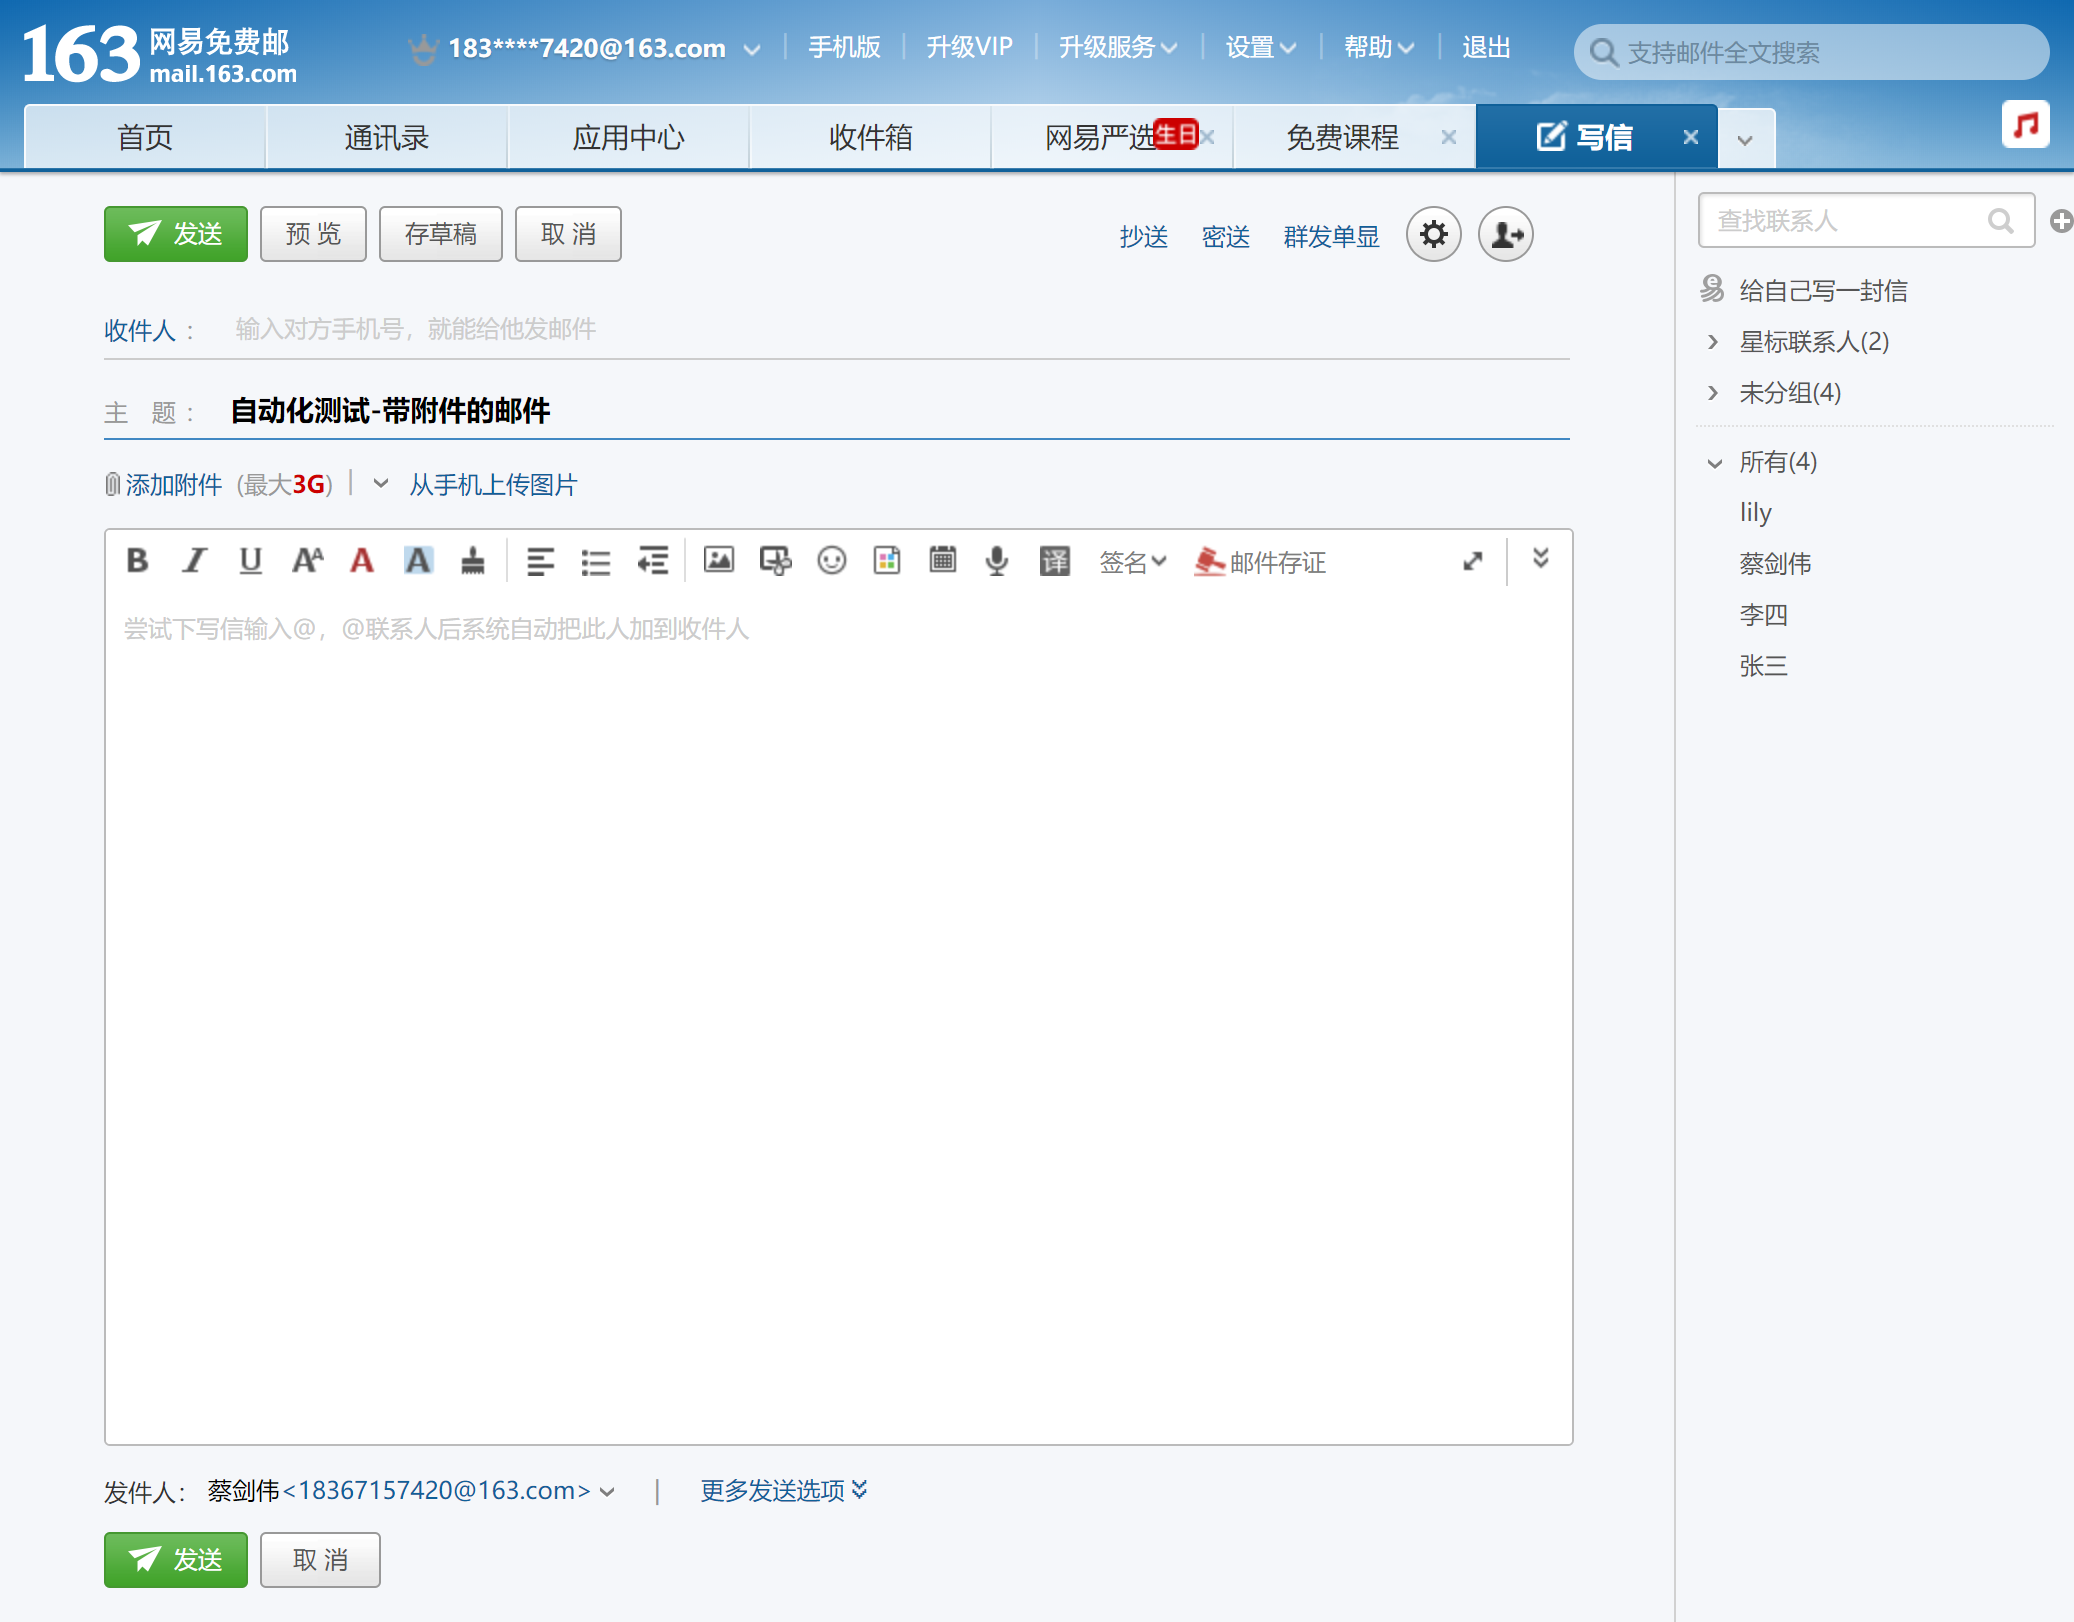 163 网易免费邮
mail.163.com
183****7420@163.com 手机版 升级VIP 升级服务 设置 帮助 退出
支持邮件全文搜索
首页 通讯录 应用中心 收件箱 网易严选 生日 免费课程 写信
发送 预 览 存草稿 取 消
抄送 密送 群发单显
收件人： 输入对方手机号，就能给他发邮件
主 题： 自动化测试-带附件的邮件
添加附件 (最大3G) 从手机上传图片
B I U A A A A 译 签名 邮件存证
尝试下写信输入@，@联系人后系统自动把此人加到收件人
发件人： 蔡剑伟<18367157420@163.com> 更多发送选项
发送 取 消
查找联系人
给自己写一封信
星标联系人(2)
未分组(4)
所有(4)
lily
蔡剑伟
李四
张三